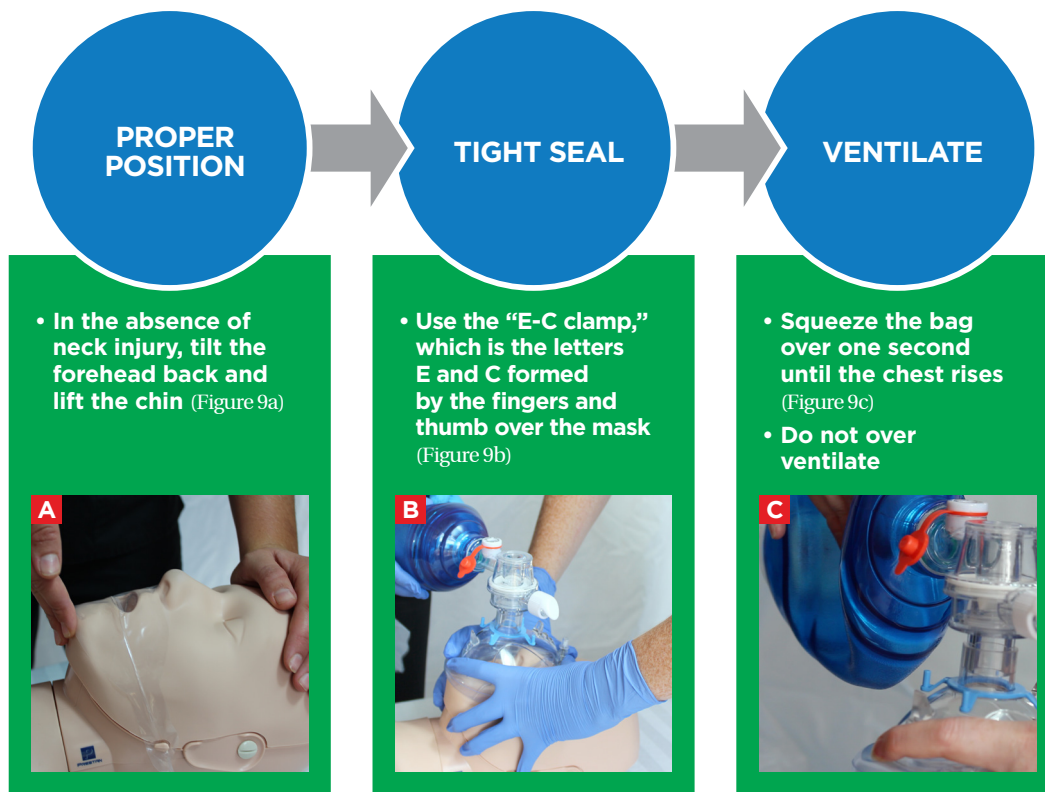 PROPER
POSITION
TIGHT SEAL
VENTILATE
• In the absence of
neck injury, tilt the
forehead back and
lift the chin (Figure 9a)
A
• Use the “E-C clamp,”
which is the letters
E and C formed
by the fingers and
thumb over the mask
(Figure 9b)
B
• Squeeze the bag
over one second
until the chest rises
(Figure 9c)
• Do not over
ventilate
C